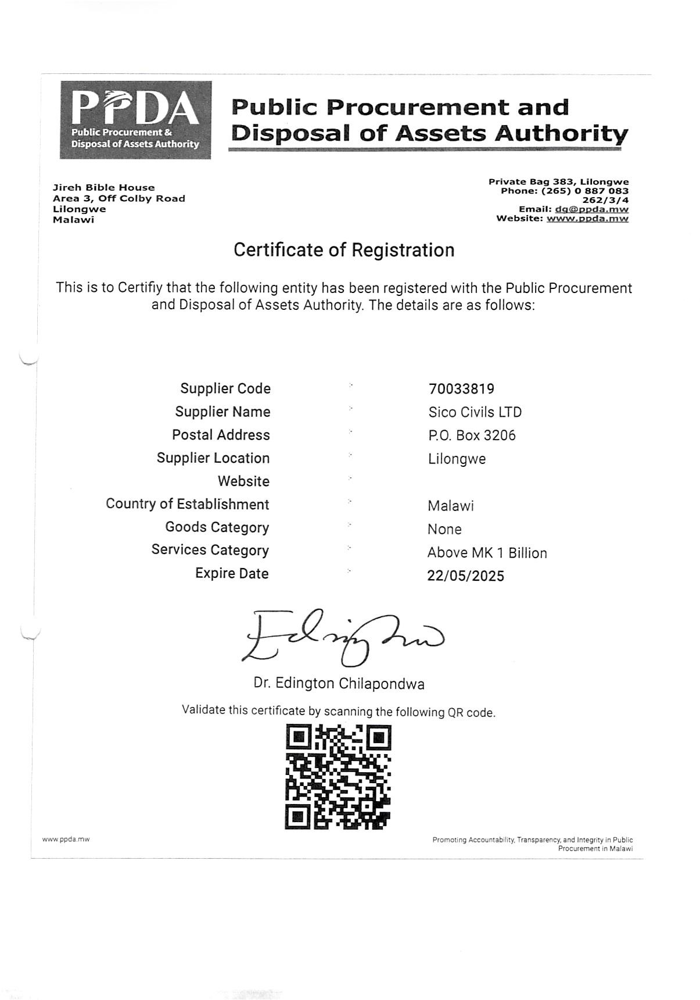 PPDA
Public Procurement &
Disposal of Assets Authority
Public Procurement and
Disposal of Assets Authority
Jireh Bible House
Area 3, Off Colby Road
Lilongwe
Malawi
Private Bag 383, Lilongwe
Phone: (265) 0 887 083
262/3/4
Email: dg@ppda.mw
Website: www.ppda.mw
Certificate of Registration
This is to Certifiy that the following entity has been registered with the Public Procurement
and Disposal of Assets Authority. The details are as follows:
Supplier Code :- 70033819
Supplier Name :- Sico Civils LTD
Postal Address :- P.O. Box 3206
Supplier Location :- Lilongwe
Website :-
Country of Establishment :- Malawi
Goods Category :- None
Services Category :- Above MK 1 Billion
Expire Date :- 22/05/2025
Dr. Edington Chilapondwa
Validate this certificate by scanning the following QR code.
www.ppda.mw
Promoting Accountability, Transparency, and Integrity in Public
Procurement in Malawi